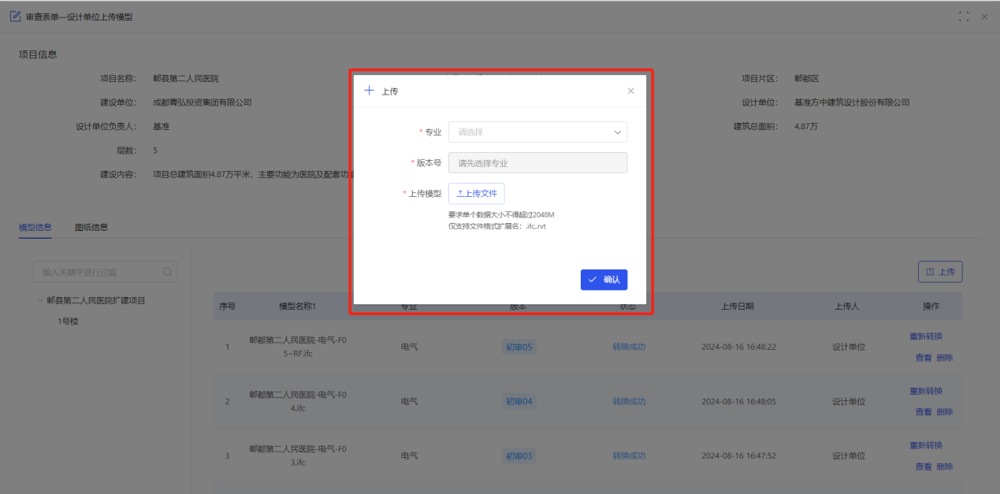 审查表单—设计单位上传模型
项目信息
项目名称： 郫县第二人民医院
项目片区： 郫都区
建设单位： 成都菁弘投资集团有限公司
设计单位： 基准方中建筑设计股份有限公司
设计单位负责人： 基准
建筑总面积： 4.87万
层数： 5
建设内容： 项目总建筑面积4.87万平米，主要功能为医院及配套功
上传
* 专业 请选择
* 版本号 请先选择专业
* 上传模型 上传文件
要求单个数据大小不得超过2048M
仅支持文件格式扩展名：.ifc,.rvt
确认
模型信息 图纸信息
输入关键字进行过滤
上传
郫县第二人民医院扩建项目
1号楼
序号 模型名称1 专业 版本 状态 上传日期 上传人 操作
1 郫都第二人民医院-电气-F0 电气 初审05 转换成功 2024-08-16 16:48:22 设计单位 重新转换
5~RF.ifc 查看 删除
2 郫都第二人民医院-电气-F0 电气 初审04 转换成功 2024-08-16 16:48:05 设计单位 重新转换
4.ifc 查看 删除
3 郫都第二人民医院-电气-F0 电气 初审03 转换成功 2024-08-16 16:47:52 设计单位 重新转换
3.ifc 查看 删除